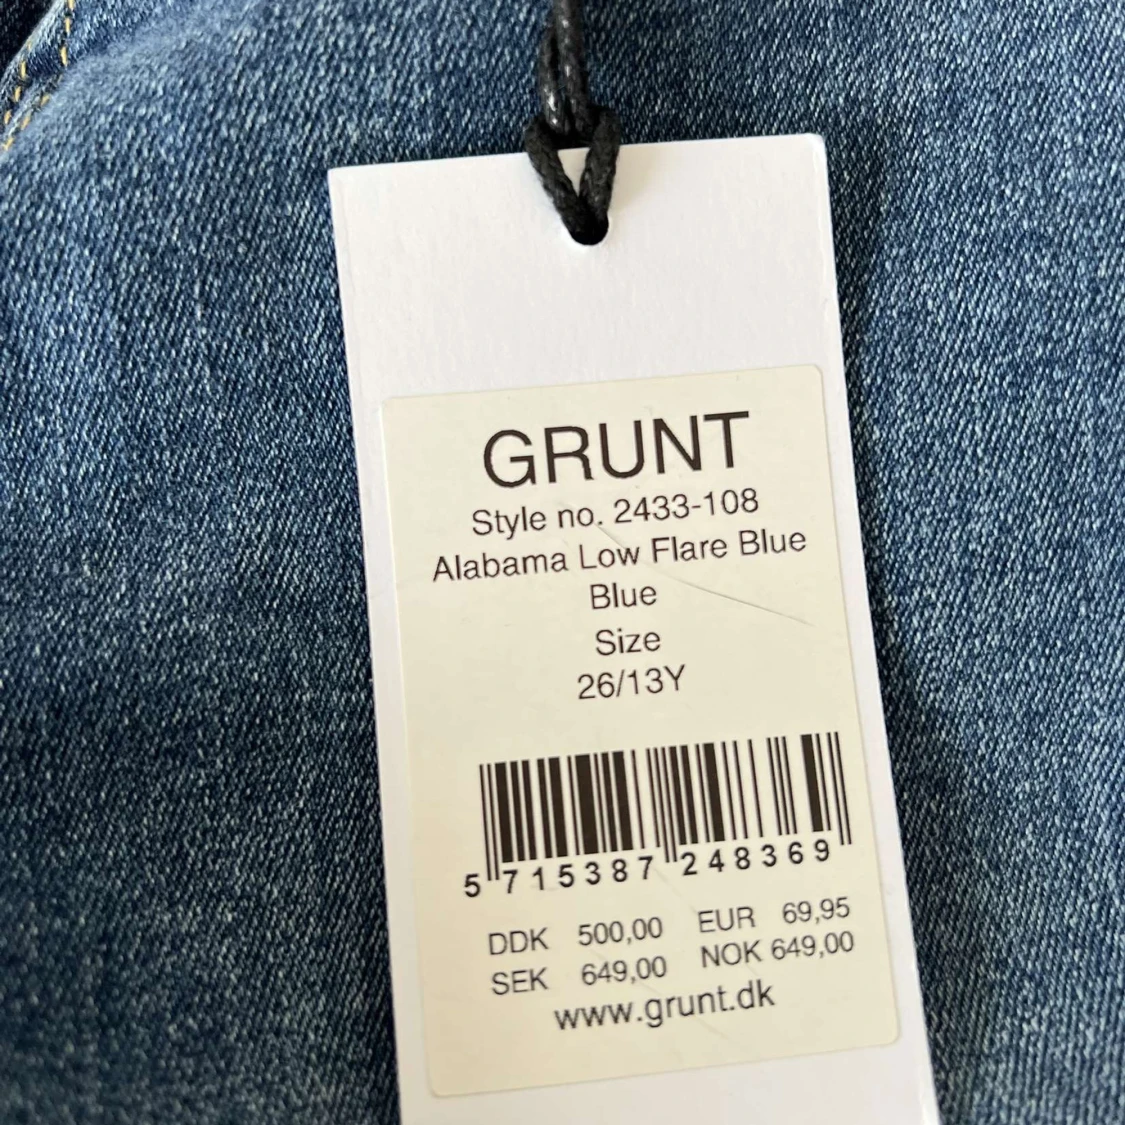 GRUNT
Style no. 2433-108
Alabama Low Flare Blue
Blue
Size
26/13Y
5 715387 248369
DDK 500,00 EUR 69,95
SEK 649,00 NOK 649,00
www.grunt.dk